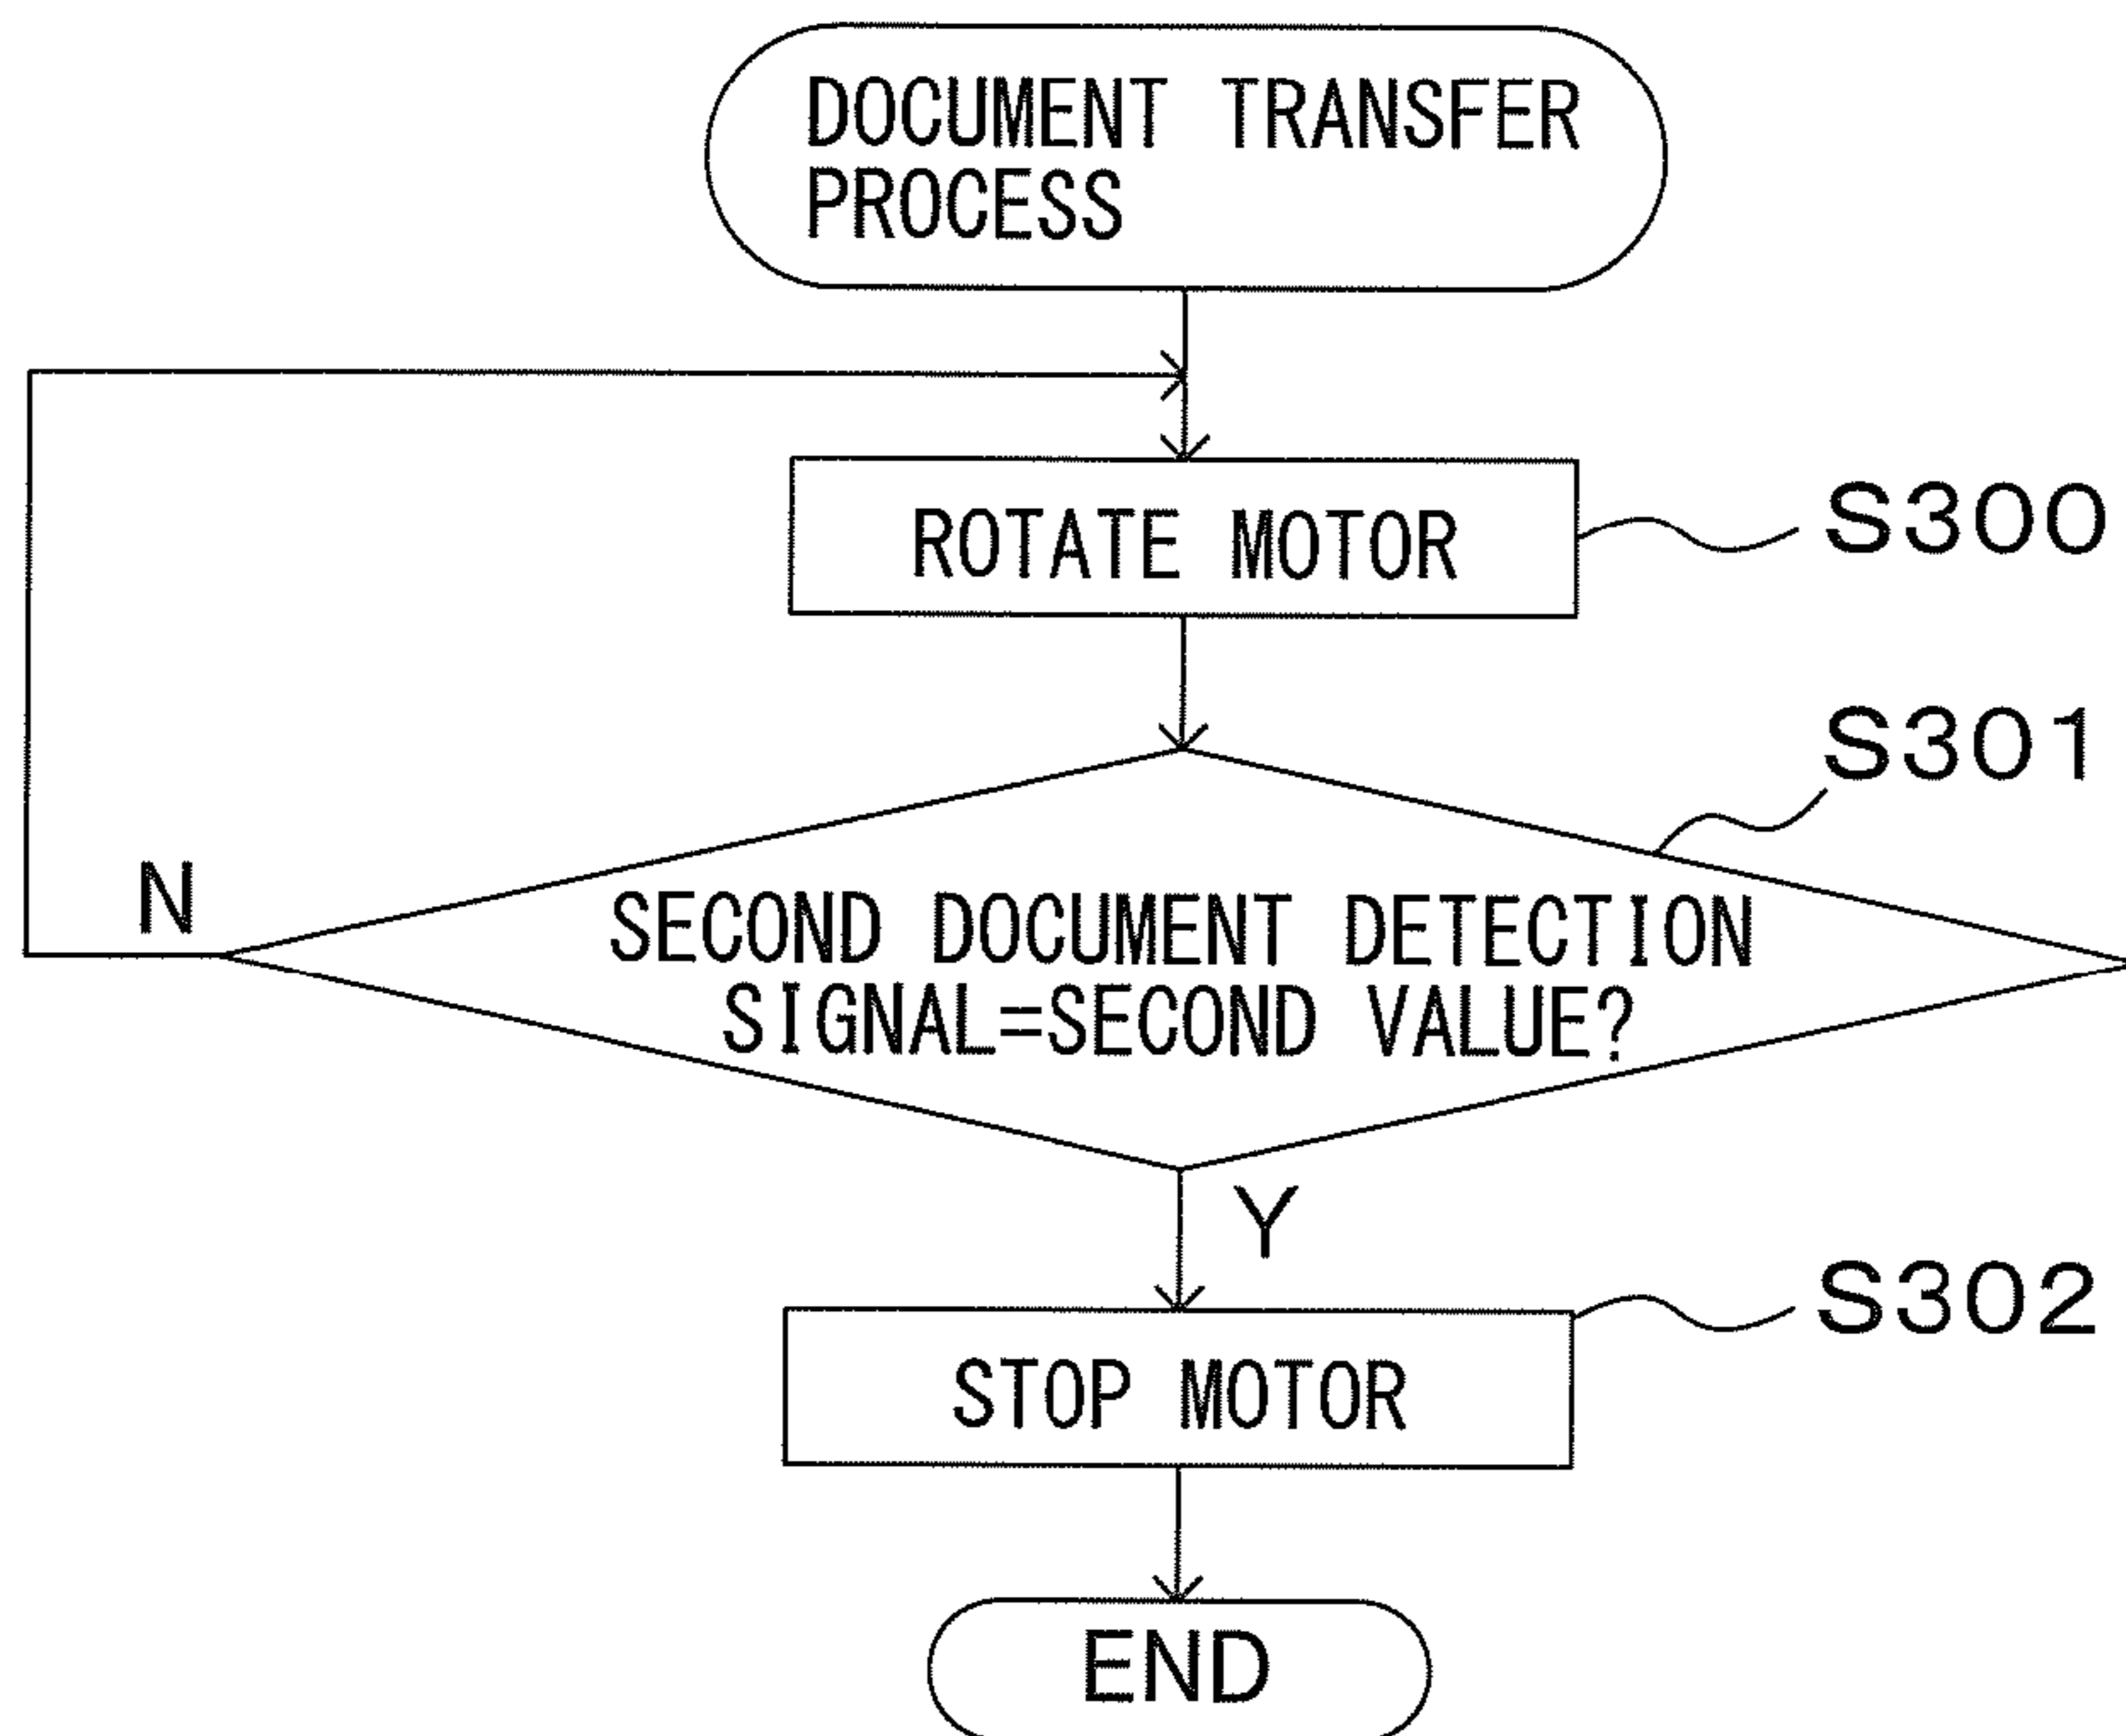 DOCUMENT TRANSFER
PROCESS
ROTATE MOTOR
S300
S301
N
SECOND DOCUMENT DETECTION
SIGNAL=SECOND VALUE?
Y
S302
STOP MOTOR
END